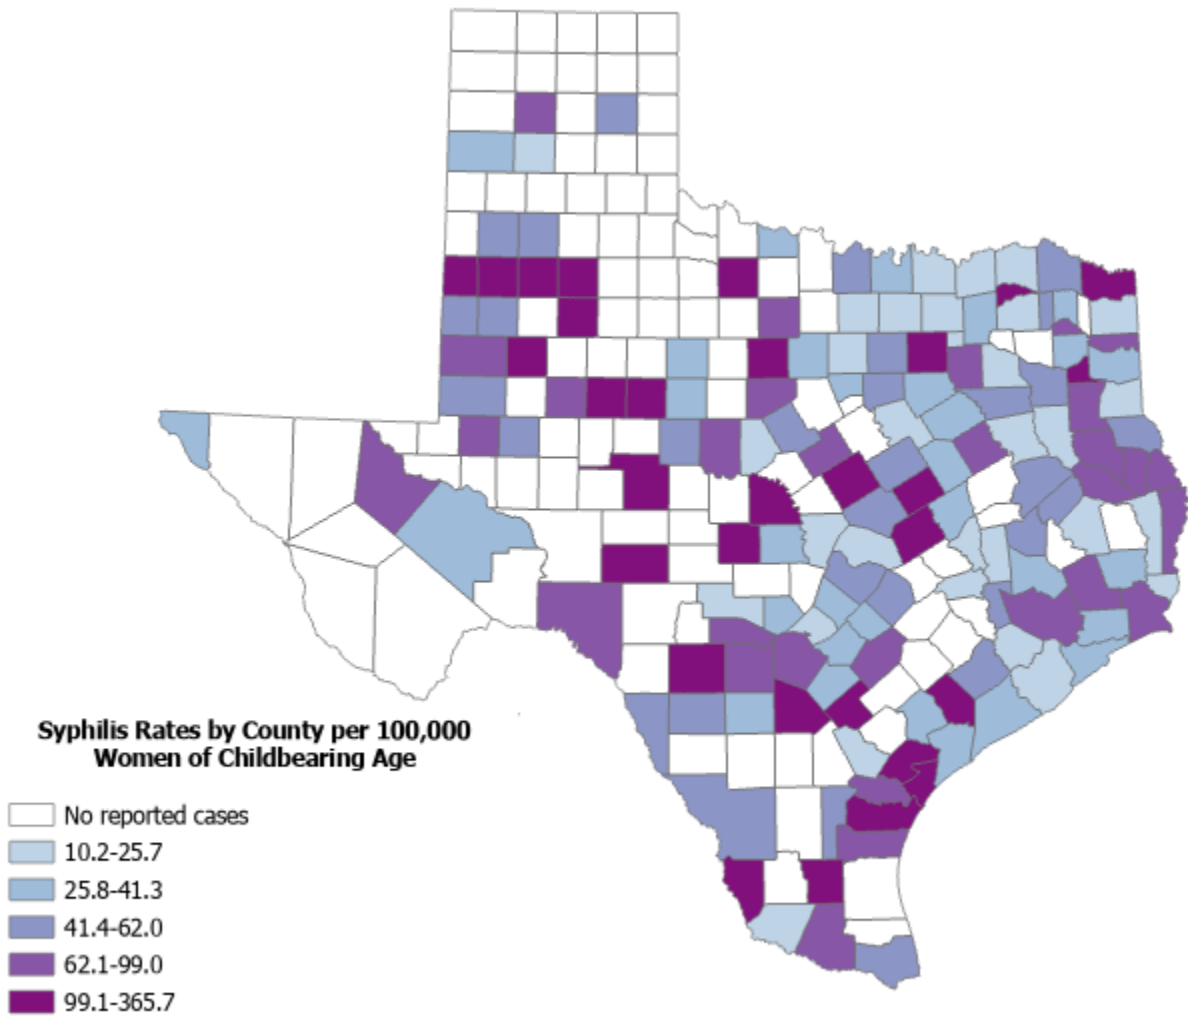 Syphilis Rates by County per 100,000
Women of Childbearing Age
No reported cases
10.2-25.7
25.8-41.3
41.4-62.0
62.1-99.0
99.1-365.7